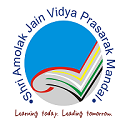 • Shri Amolak Jain Vidya Prasarak Mandal •
Learning today. Leading tomorrow.